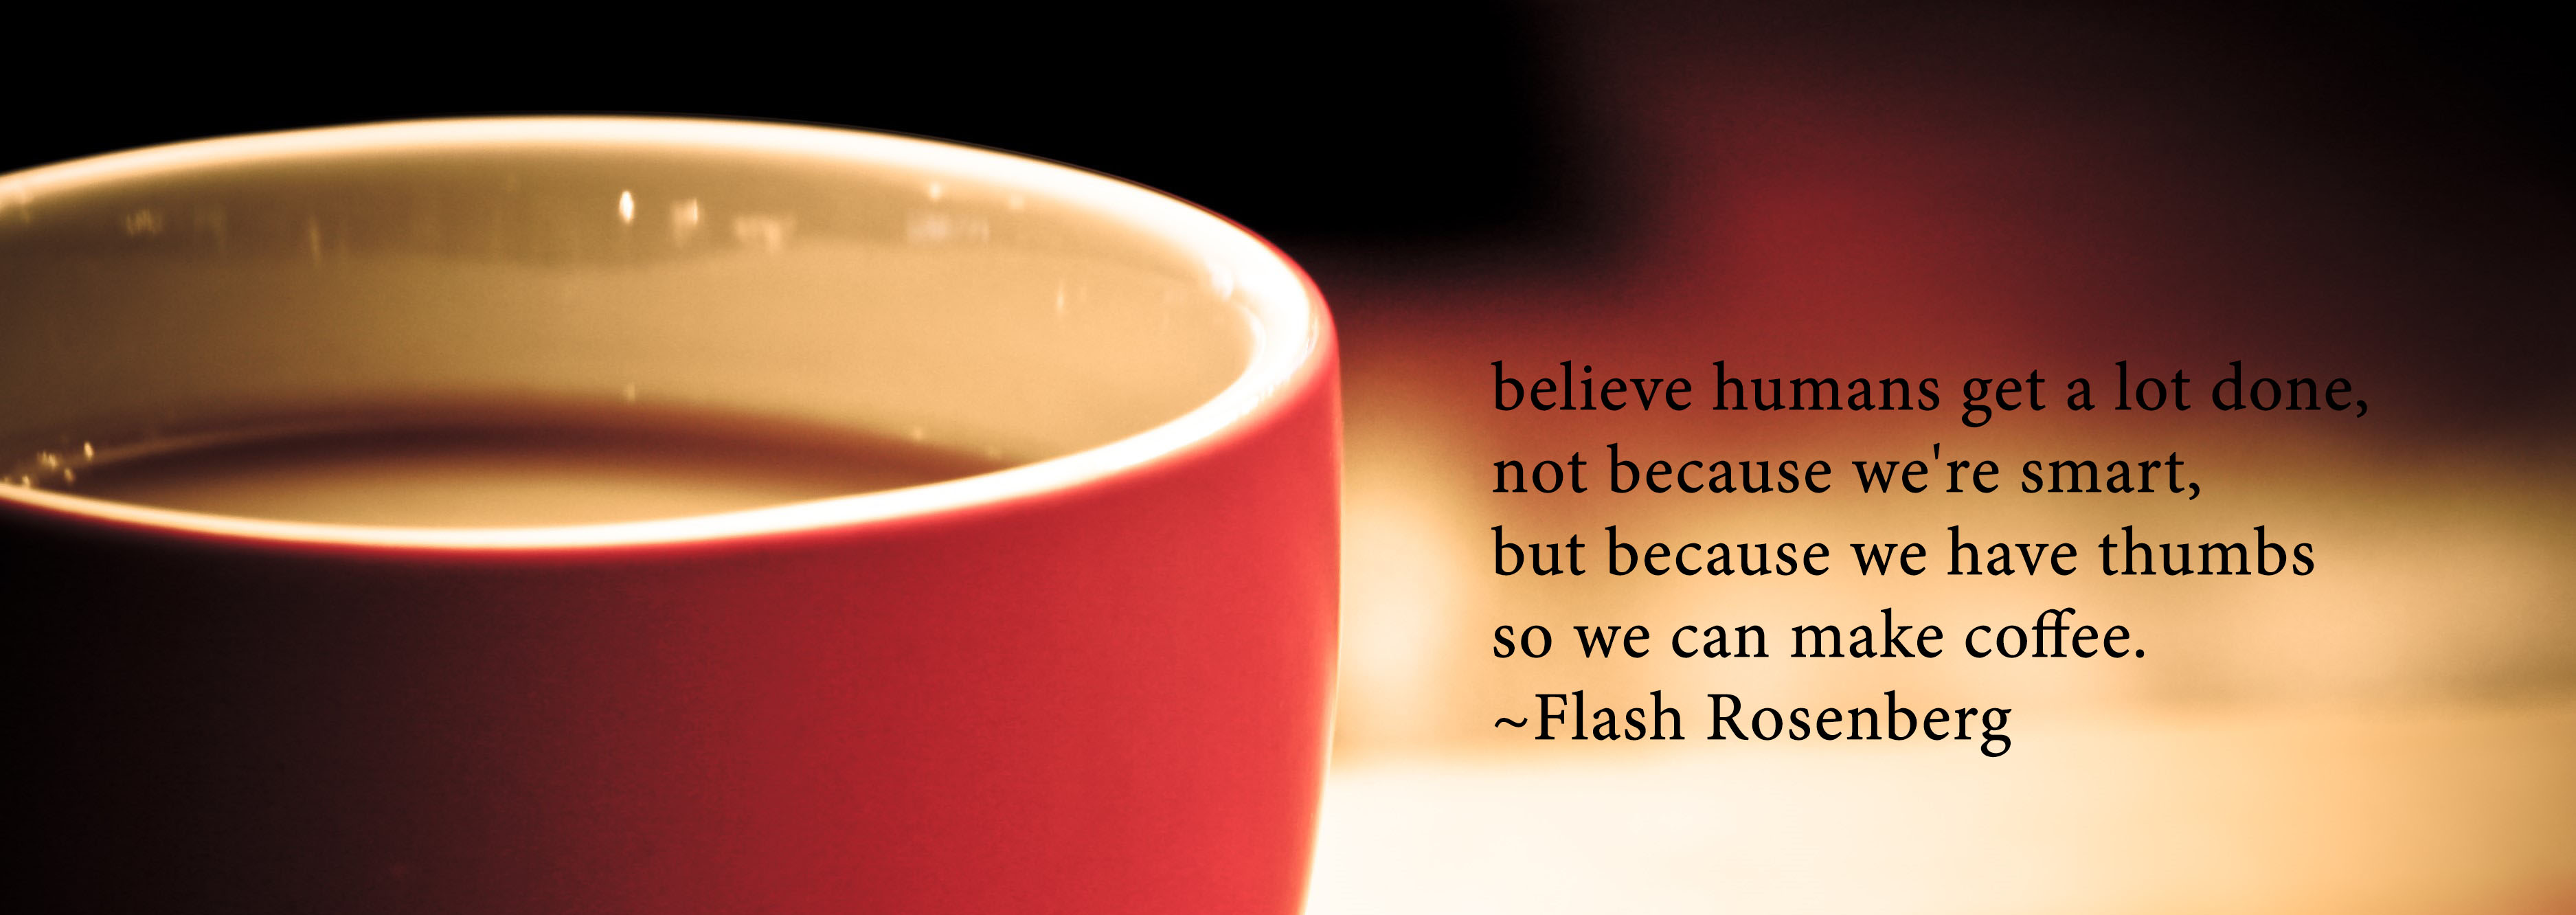 believe humans get a lot done,
not because we're smart,
but because we have thumbs
so we can make coffee.
~Flash Rosenberg